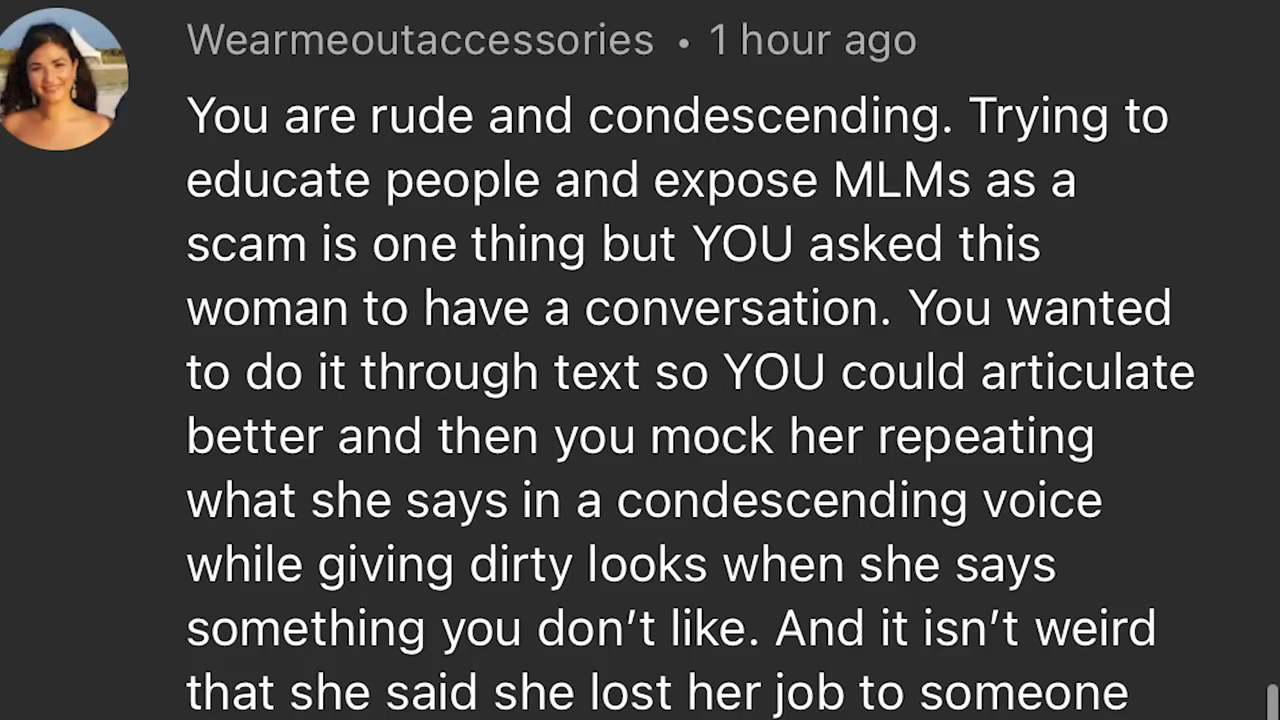 Wearmeoutaccessories • 1 hour ago
You are rude and condescending. Trying to
educate people and expose MLMs as a
scam is one thing but YOU asked this
woman to have a conversation. You wanted
to do it through text so YOU could articulate
better and then you mock her repeating
what she says in a condescending voice
while giving dirty looks when she says
something you don’t like. And it isn’t weird
that she said she lost her job to someone